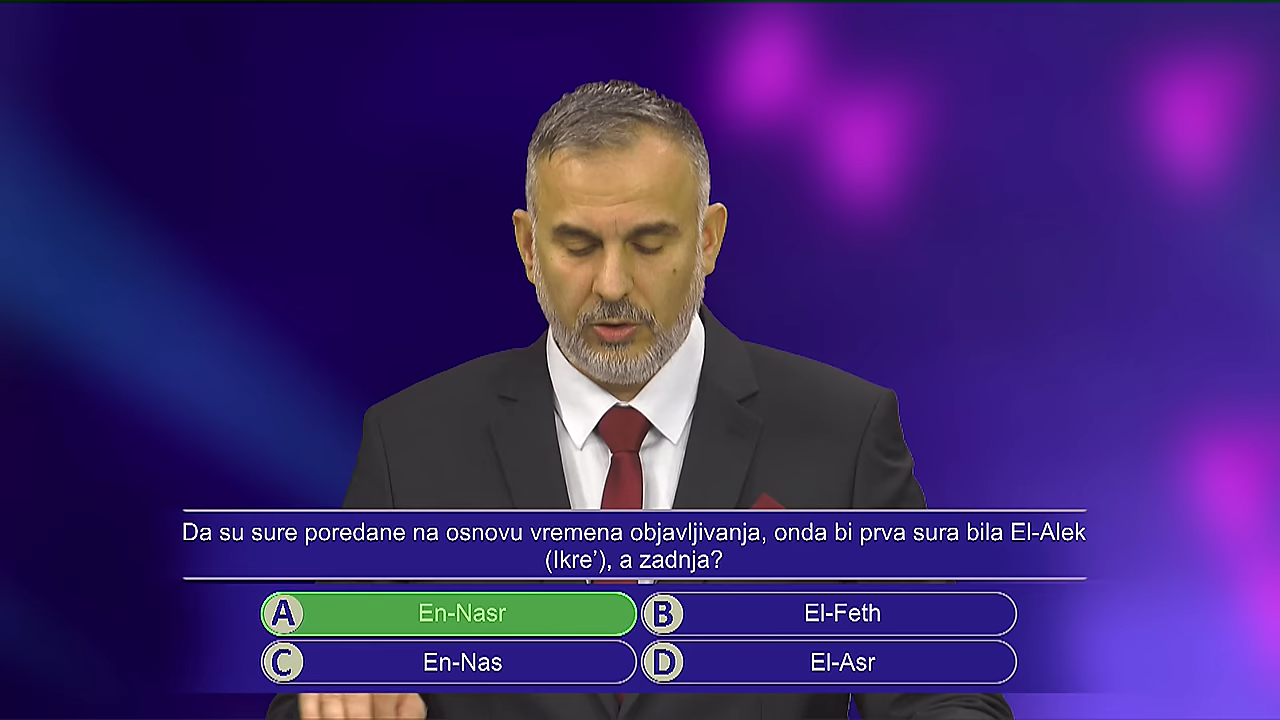 Da su sure poredane na osnovu vremena objavljivanja, onda bi prva sura bila El-Alek
(Ikre’), a zadnja?
A En-Nasr
B El-Feth
C En-Nas
D El-Asr